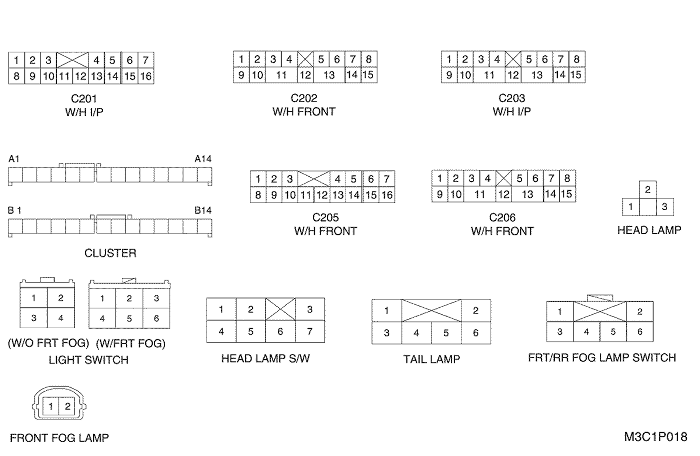 1 2 3 4 5 6 7
8 9 10 11 12 13 14 15 16
C201
W/H I/P
1 2 3 4 5 6 7 8
9 10 11 12 13 14 15
C202
W/H FRONT
1 2 3 4 5 6 7 8
9 10 11 12 13 14 15
C203
W/H I/P
A1 A14
B 1 B14
CLUSTER
1 2 3 4 5 6 7
8 9 10 11 12 13 14 15 16
C205
W/H FRONT
1 2 3 4 5 6 7 8
9 10 11 12 13 14 15
C206
W/H FRONT
2
1 3
HEAD LAMP
1 2
3 4
(W/O FRT FOG)
1 2 3
4 5 6
(W/FRT FOG)
LIGHT SWITCH
1 2 3
4 5 6 7
HEAD LAMP S/W
1 2
3 4 5 6
TAIL LAMP
1 2
3 4 5 6
FRT/RR FOG LAMP SWITCH
1 2
FRONT FOG LAMP
M3C1P018